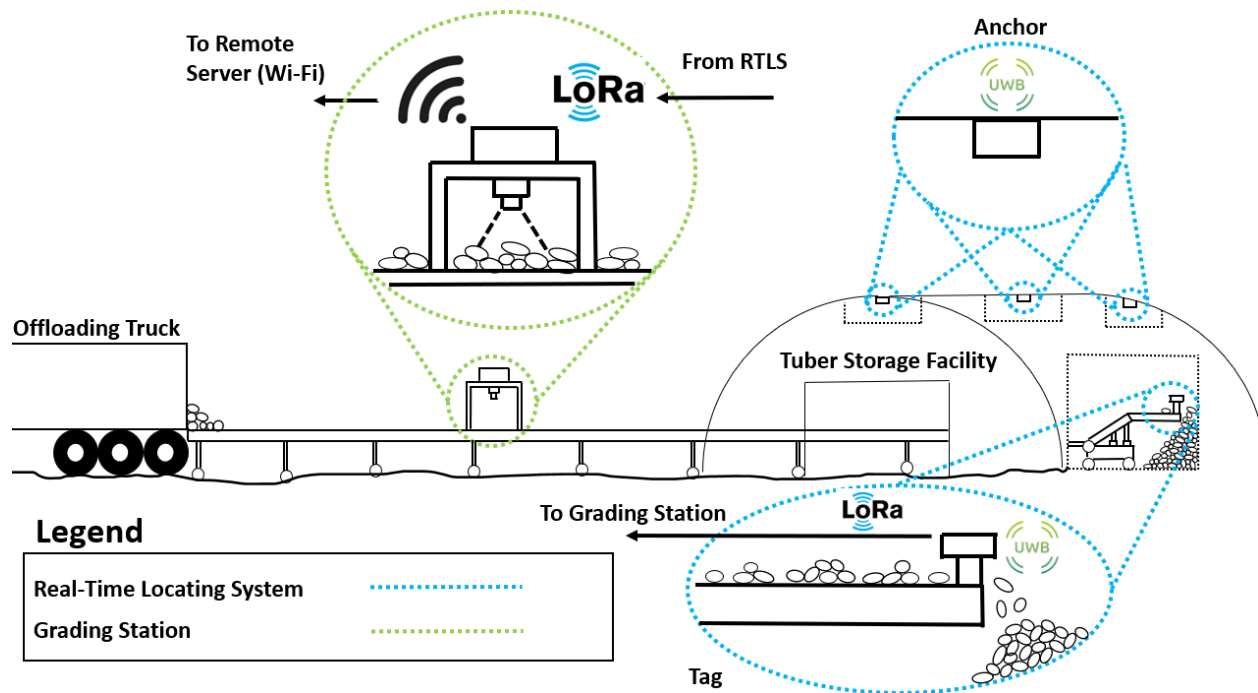 To Remote
Server (Wi-Fi)
LoRa
From RTLS
Anchor
UWB
Offloading Truck
Tuber Storage Facility
Legend
Real-Time Locating System
Grading Station
To Grading Station
LoRa
UWB
Tag